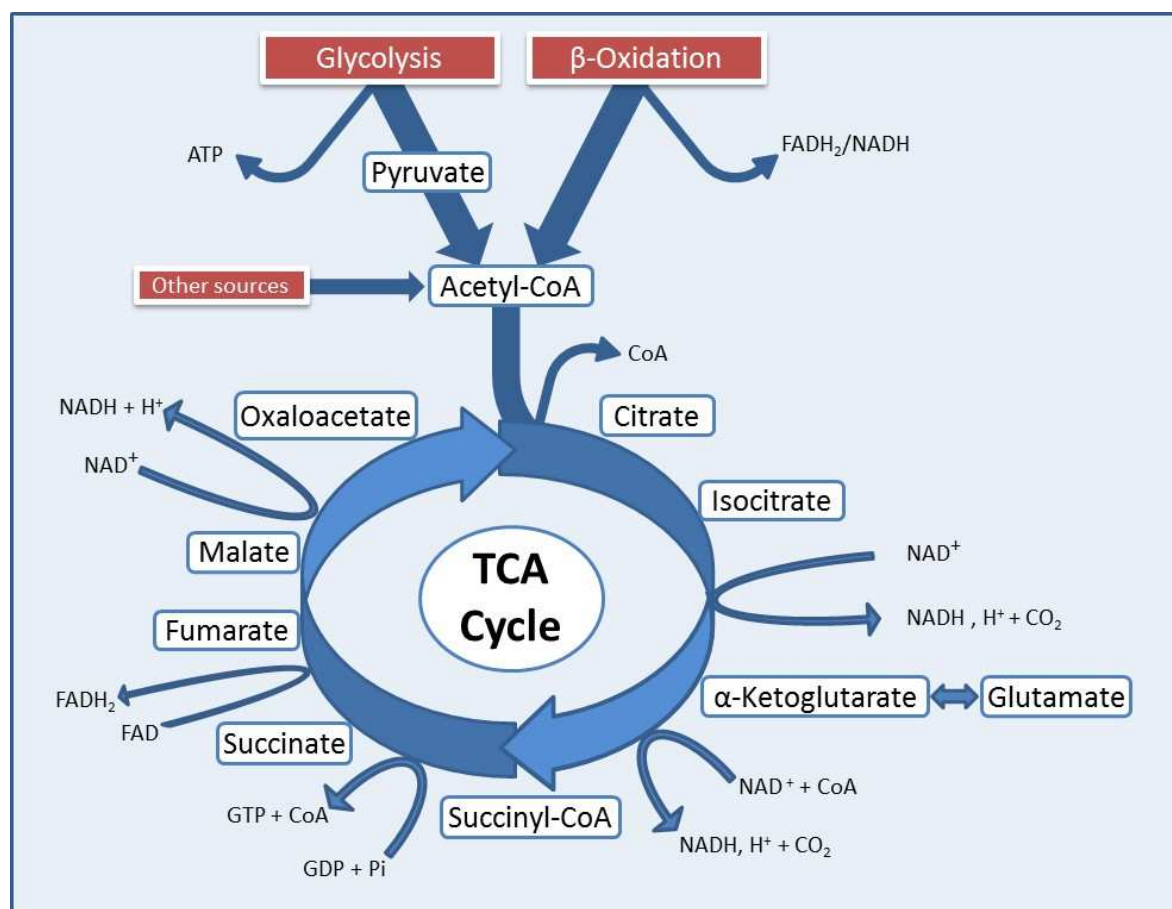 Glycolysis
β-Oxidation
ATP
FADH₂/NADH
Pyruvate
Other sources
Acetyl-CoA
CoA
NADH + H⁺
Oxaloacetate
Citrate
NAD⁺
Isocitrate
Malate
TCA
Cycle
NAD⁺
Fumarate
NADH , H⁺ + CO₂
FADH₂
FAD
α-Ketoglutarate
Glutamate
Succinate
NAD⁺ + CoA
GTP + CoA
Succinyl-CoA
NADH, H⁺ + CO₂
GDP + Pi